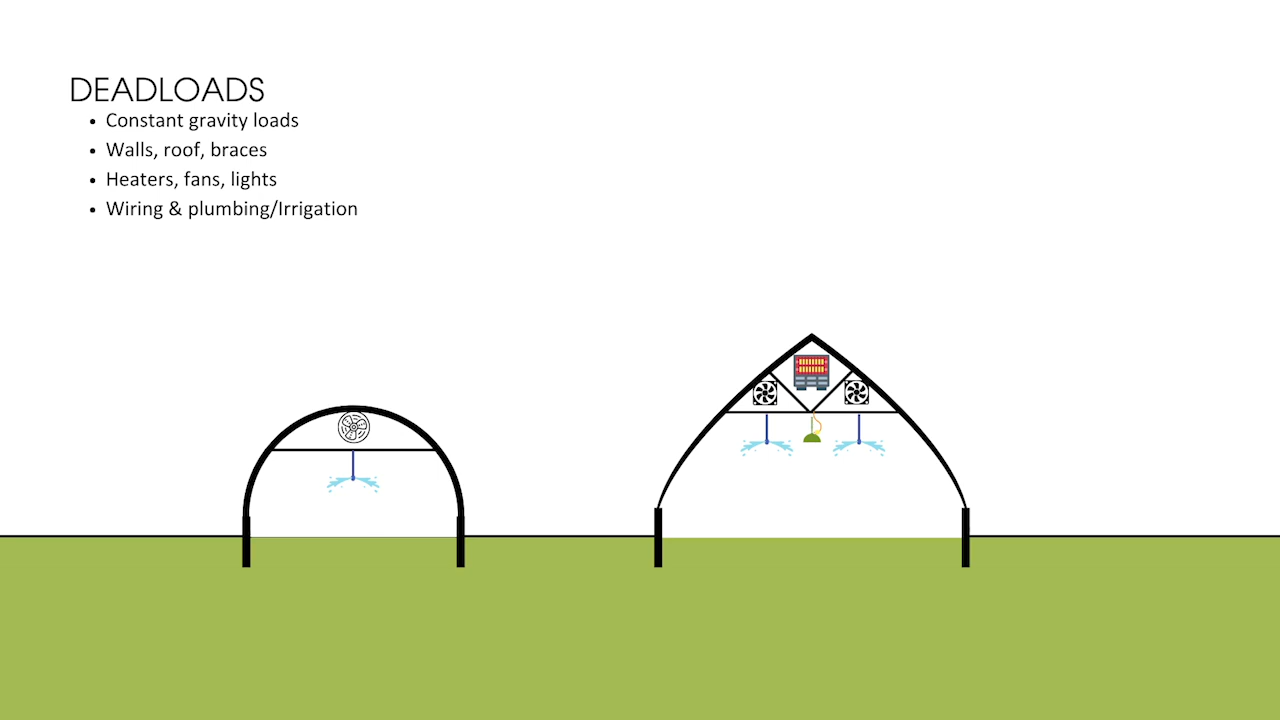 DEADLOADS
• Constant gravity loads
• Walls, roof, braces
• Heaters, fans, lights
• Wiring & plumbing/Irrigation